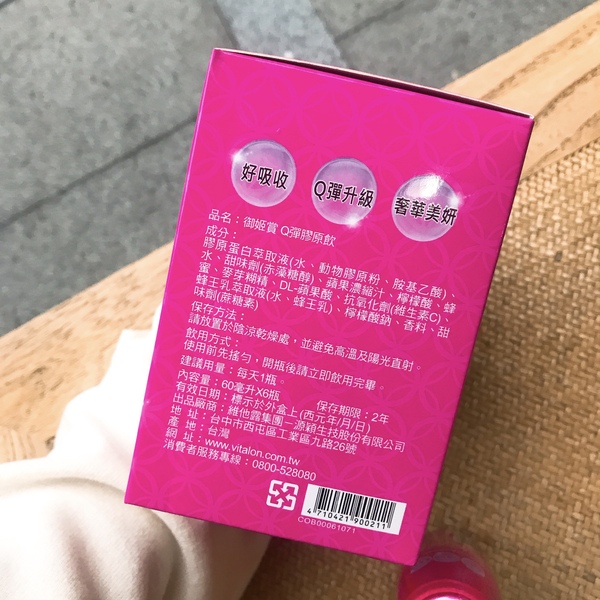 好吸收
Q彈升級
奢華美妍
品名：御姬賞 Q彈膠原飲
成分：
膠原蛋白萃取液(水、動物膠原粉、胺基乙酸)、
水、甜味劑(赤藻糖醇)、蘋果濃縮汁、檸檬酸、蜂
蜜、麥芽糊精、DL-蘋果酸、抗氧化劑(維生素C)、
蜂王乳萃取液(水、蜂王乳)、檸檬酸鈉、香料、甜
味劑(蔗糖素)
保存方法：
請放置於陰涼乾燥處，並避免高溫及陽光直射。
飲用方式：
使用前先搖勻，開瓶後請立即飲用完畢。
建議用量：每天1瓶。
內容量：60毫升X6瓶 保存期限：2年
有效日期：標示於外盒上(西元年/月/日)
出品廠商：維他露集團－源穎生技股份有限公司
地 址：台中市西屯區工業區九路26號
產 地：台灣
網 址：www.vitalon.com.tw
消費者服務專線：0800-528080
4 710421 900211
COB00061071